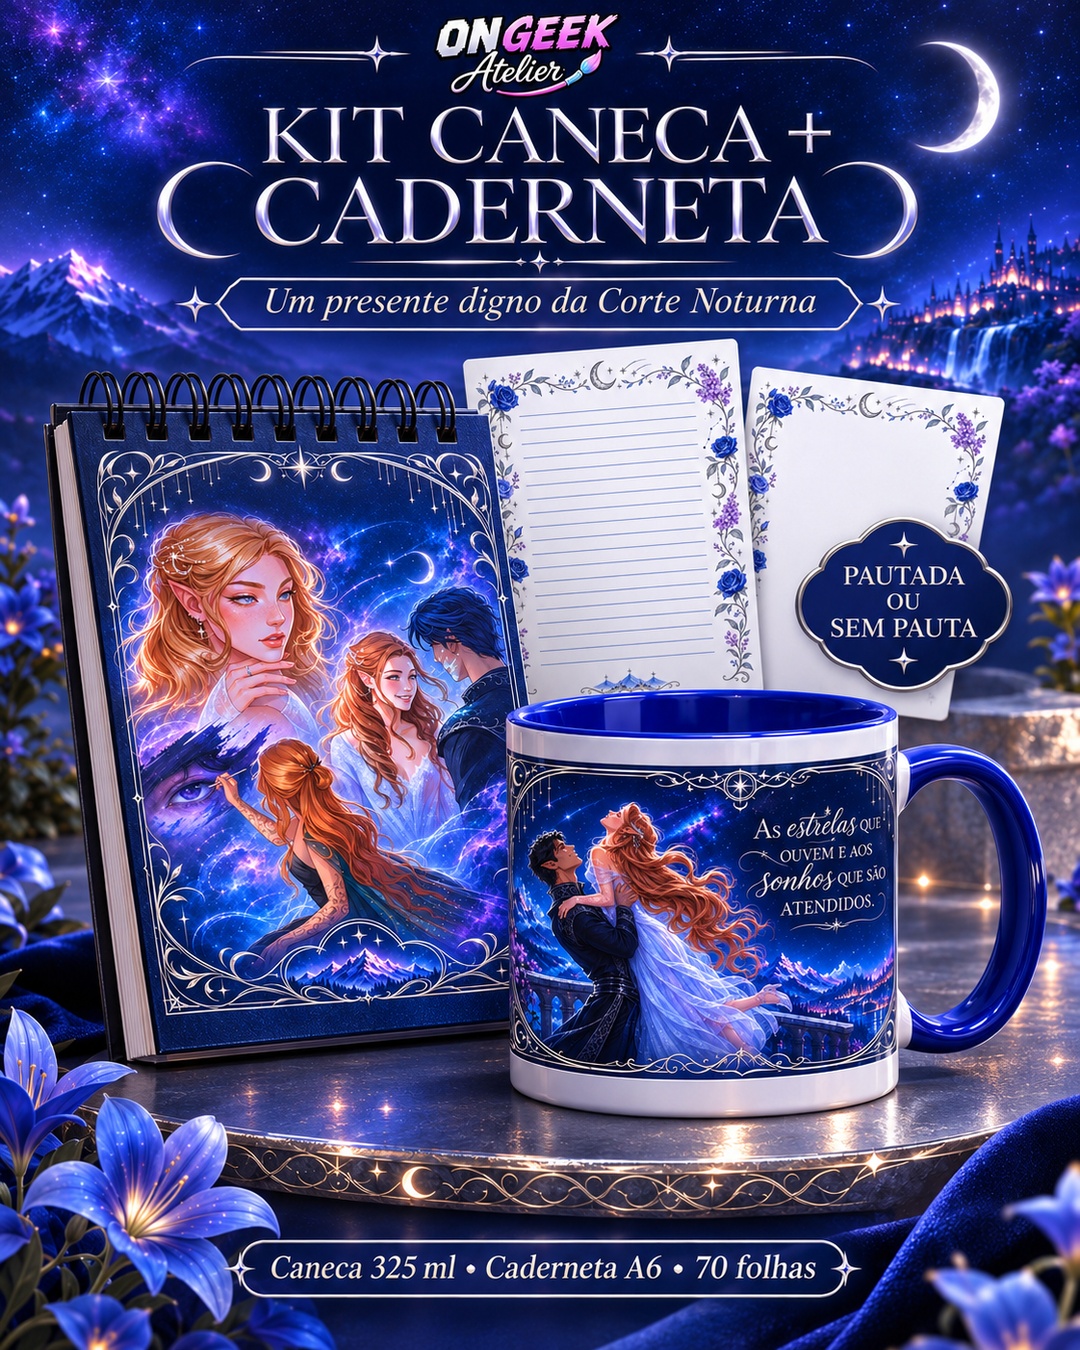 ONGEEK
Atelier
KIT CANECA +
CADERNETA
Um presente digno da Corte Noturna
PAUTADA
OU
SEM PAUTA
As estrelas que
ouvem e aos
sonhos que são
atendidos.
Caneca 325 ml • Caderneta A6 • 70 folhas